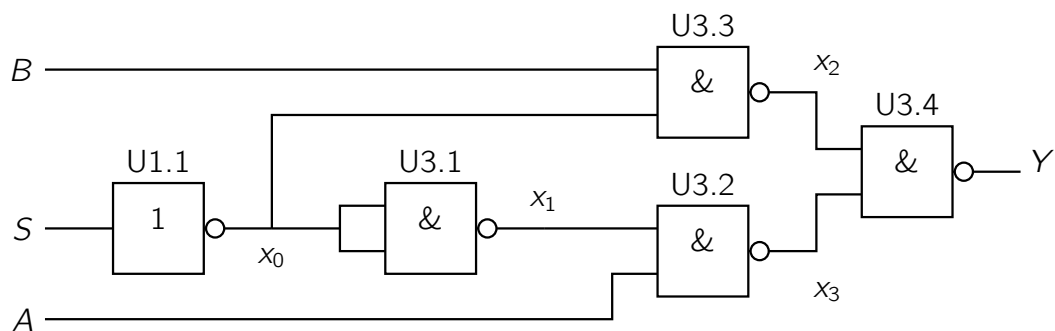 U3.3
B
&
x₂
U3.4
U1.1
U3.1
&
Y
U3.2
x₁
S
1
&
&
x₀
x₃
A